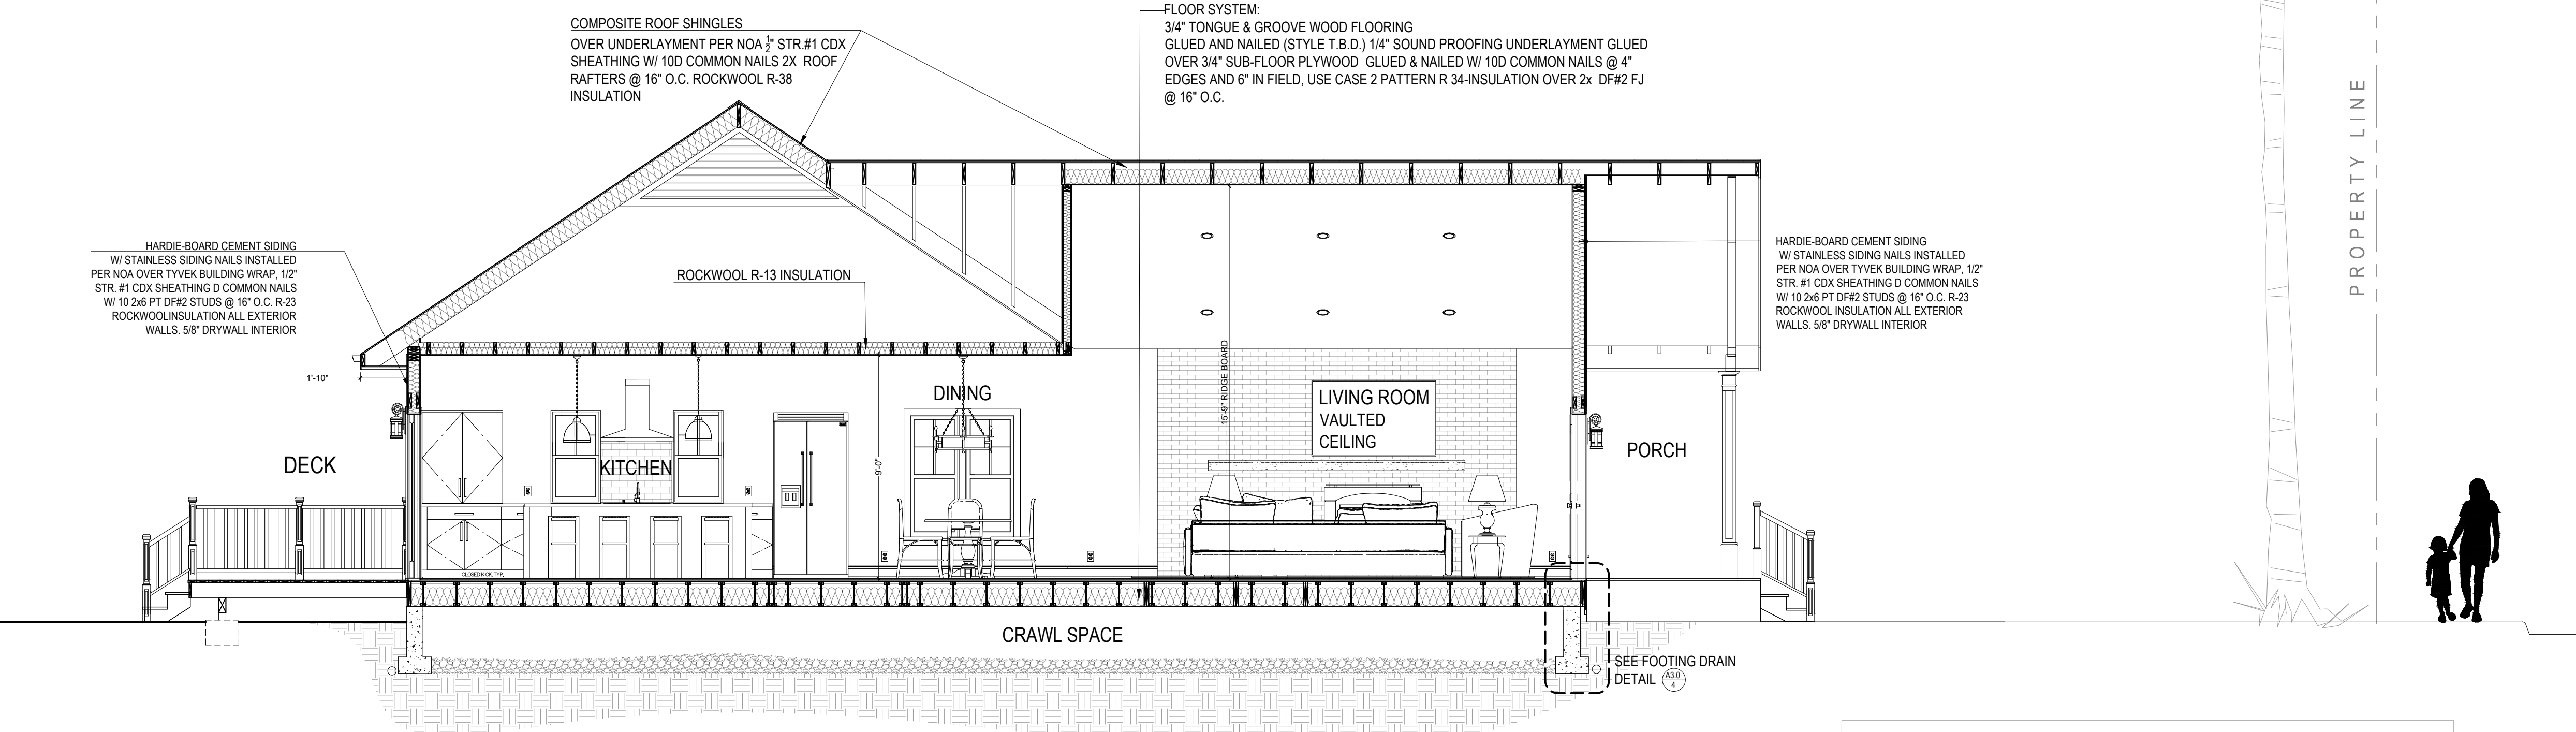 COMPOSITE ROOF SHINGLES
OVER UNDERLAYMENT PER NOA 1/2" STR.#1 CDX
SHEATHING W/ 10D COMMON NAILS 2X ROOF
RAFTERS @ 16" O.C. ROCKWOOL R-38
INSULATION
FLOOR SYSTEM:
3/4" TONGUE & GROOVE WOOD FLOORING
GLUED AND NAILED (STYLE T.B.D.) 1/4" SOUND PROOFING UNDERLAYMENT GLUED
OVER 3/4" SUB-FLOOR PLYWOOD GLUED & NAILED W/ 10D COMMON NAILS @ 4"
EDGES AND 6" IN FIELD, USE CASE 2 PATTERN R 34-INSULATION OVER 2x DF#2 FJ
@ 16" O.C.
PROPERTY LINE
HARDIE-BOARD CEMENT SIDING
W/ STAINLESS SIDING NAILS INSTALLED
PER NOA OVER TYVEK BUILDING WRAP, 1/2"
STR. #1 CDX SHEATHING D COMMON NAILS
W/ 10 2x6 PT DF#2 STUDS @ 16" O.C. R-23
ROCKWOOLINSULATION ALL EXTERIOR
WALLS. 5/8" DRYWALL INTERIOR
ROCKWOOL R-13 INSULATION
HARDIE-BOARD CEMENT SIDING
W/ STAINLESS SIDING NAILS INSTALLED
PER NOA OVER TYVEK BUILDING WRAP, 1/2"
STR. #1 CDX SHEATHING D COMMON NAILS
W/ 10 2x6 PT DF#2 STUDS @ 16" O.C. R-23
ROCKWOOL INSULATION ALL EXTERIOR
WALLS. 5/8" DRYWALL INTERIOR
1'-10"
DECK
KITCHEN
9'-0"
DINING
15'-9" RIDGE BOARD
LIVING ROOM
VAULTED
CEILING
PORCH
CLOSED KICK, TYP.
CRAWL SPACE
SEE FOOTING DRAIN
DETAIL A3.0
4